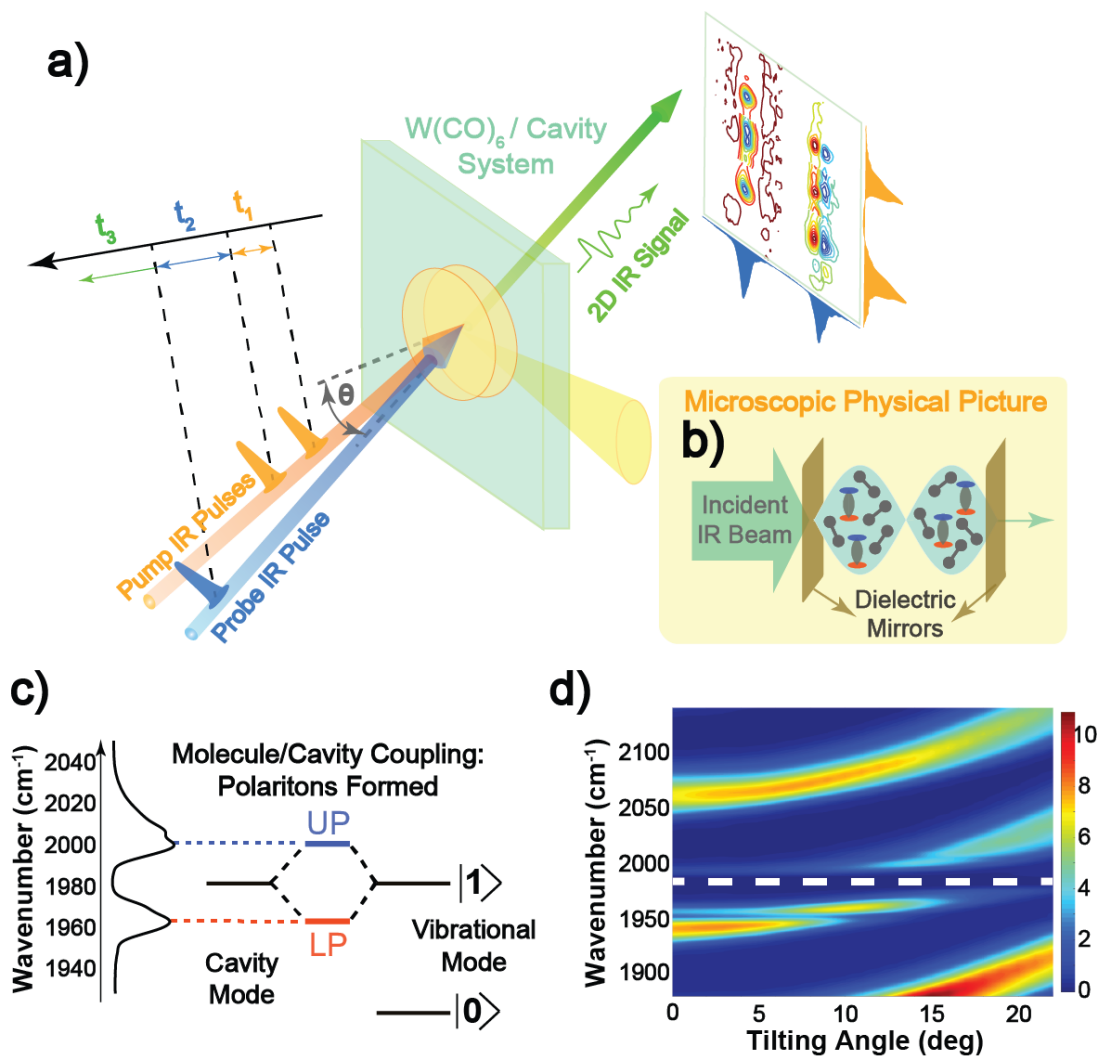 a)
W(CO)₆ / Cavity
System
t₃
t₂
t₁
2D IR Signal
θ
Pump IR Pulses
Probe IR Pulse
Microscopic Physical Picture
b)
Incident
IR Beam
Dielectric
Mirrors
c)
Wavenumber (cm⁻¹)
2040
2020
2000
1980
1960
1940
Molecule/Cavity Coupling:
Polaritons Formed
UP
|1>
LP
Vibrational
Mode
Cavity
Mode
|0>
d)
Wavenumber (cm⁻¹)
2100
2050
2000
1950
1900
0
5
10
15
20
Tilting Angle (deg)
10
8
6
4
2
0